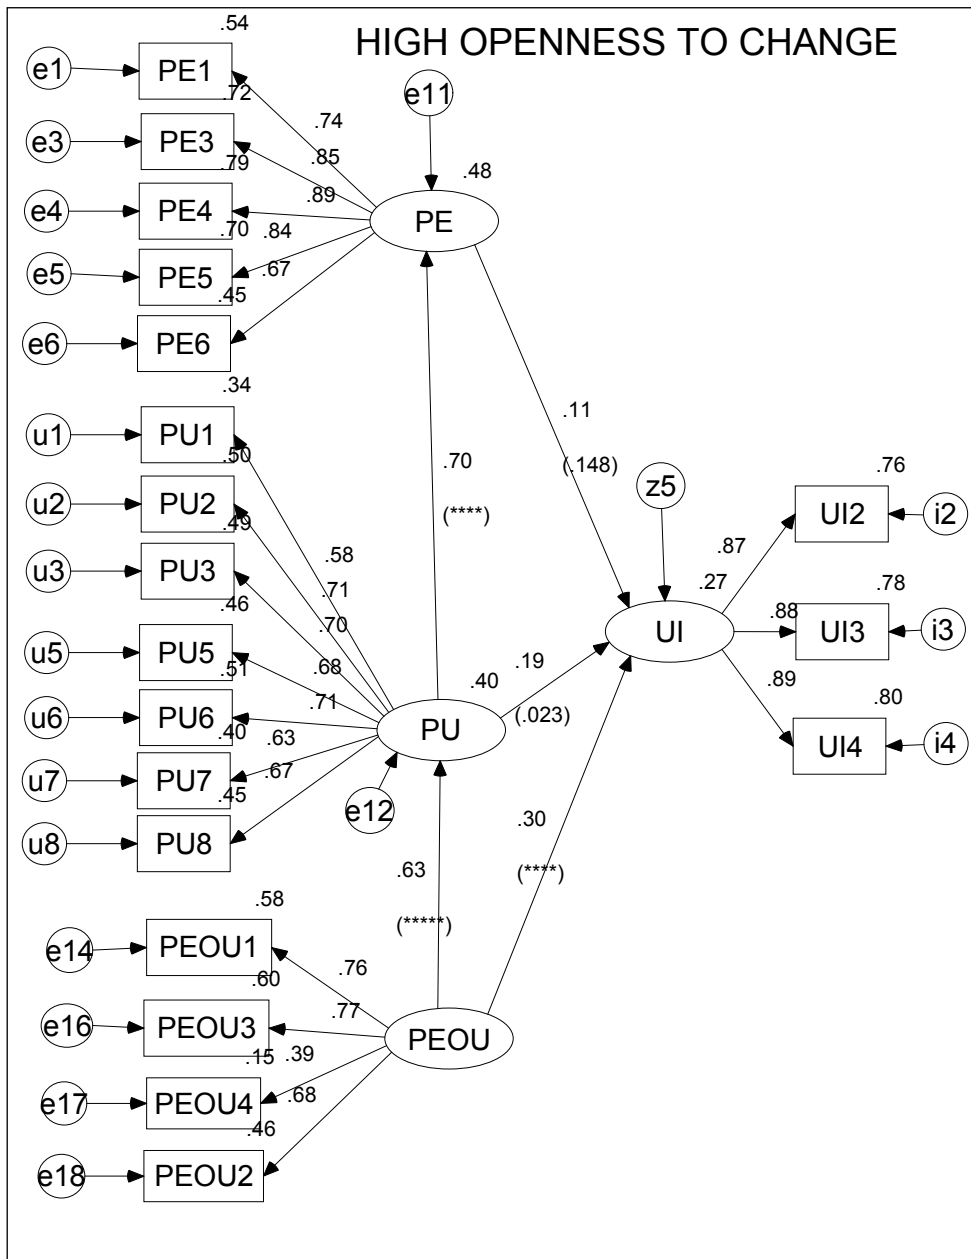 HIGH OPENNESS TO CHANGE
.54
e1
PE1
.72
e3
PE3
.79
e4
PE4
.70
e5
PE5
.45
e6
PE6
e11
.74
.85
.89
.84
.67
.48
PE
.34
u1
PU1
.50
u2
PU2
.49
u3
PU3
.46
u5
PU5
.51
u6
PU6
.40
u7
PU7
.45
u8
PU8
.58
.71
.70
.68
.71
.63
.67
.40
PU
e12
.70
(****)
.11
(.148)
.19
(.023)
.30
(****)
.63
(*****)
z5
.27
UI
.87
.88
.89
.76
UI2
i2
.78
UI3
i3
.80
UI4
i4
.58
e14
PEOU1
.60
e16
PEOU3
.15
e17
PEOU4
.46
e18
PEOU2
.76
.77
.39
.68
PEOU